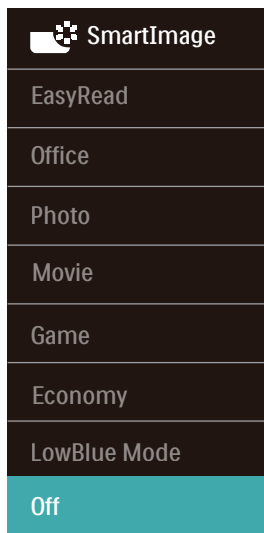 SmartImage
EasyRead
Office
Photo
Movie
Game
Economy
LowBlue Mode
Off